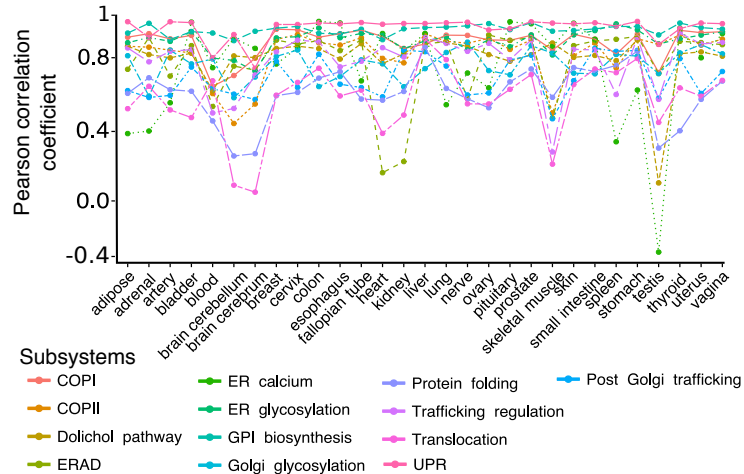 Pearson correlation
coefficient
1
0.8
0.4
0.0
-0.4
adipose
adrenal
artery
bladder
blood
brain cerebellum
brain cerebrum
breast
cervix
colon
esophagus
fallopian tube
heart
kidney
liver
lung
nerve
ovary
pituitary
prostate
skeletal muscle
skin
small intestine
spleen
stomach
testis
thyroid
uterus
vagina
Subsystems
COPI
COPII
Dolichol pathway
ERAD
ER calcium
ER glycosylation
GPI biosynthesis
Golgi glycosylation
Protein folding
Trafficking regulation
Translocation
UPR
Post Golgi trafficking